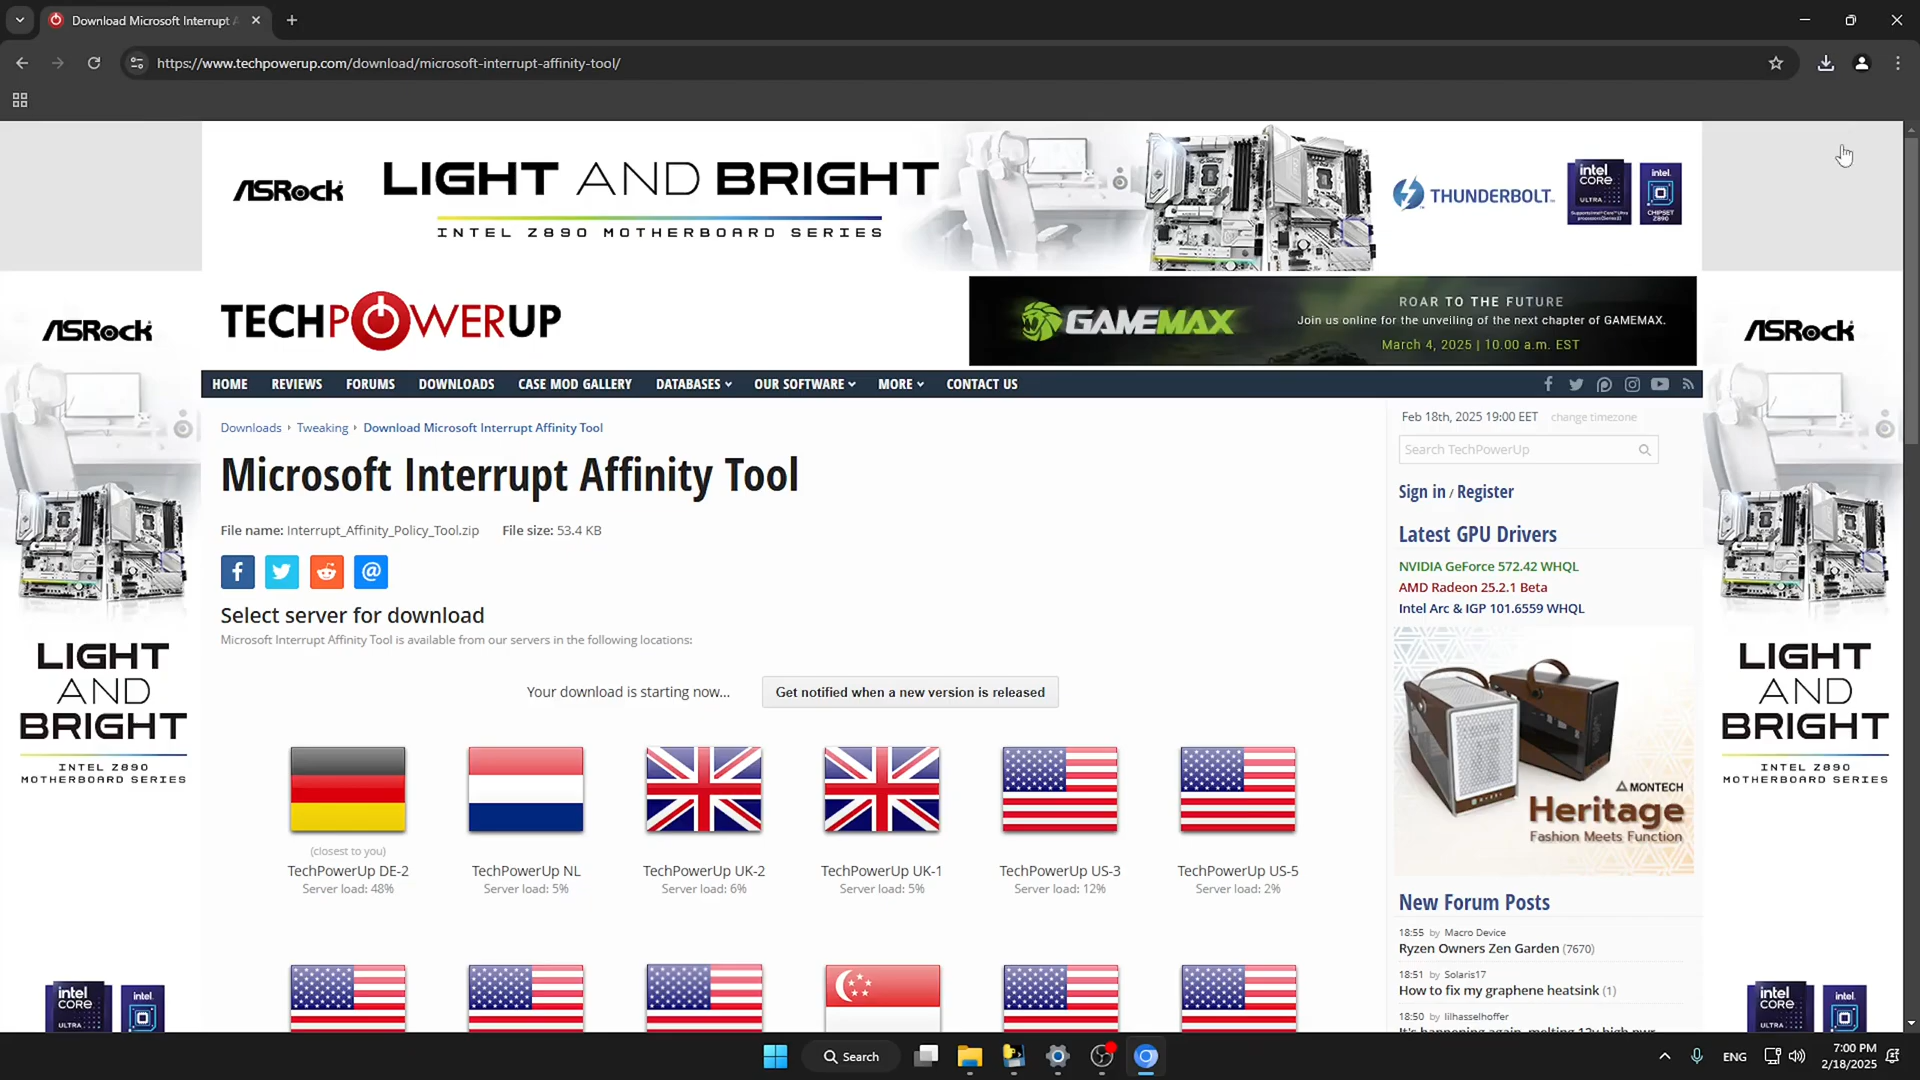 Download Microsoft Interrupt A
https://www.techpowerup.com/download/microsoft-interrupt-affinity-tool/
ASRock
LIGHT AND BRIGHT
INTEL Z890 MOTHERBOARD SERIES
THUNDERBOLT™
intel CORE ULTRA
intel CHIPSET Z890
TECHPOWERUP
GAMEMAX
ROAR TO THE FUTURE
Join us online for the unveiling of the next chapter of GAMEMAX.
March 4, 2025 | 10.00 a.m. EST
HOME REVIEWS FORUMS DOWNLOADS CASE MOD GALLERY DATABASES OUR SOFTWARE MORE CONTACT US
Downloads › Tweaking › Download Microsoft Interrupt Affinity Tool
Microsoft Interrupt Affinity Tool
File name: Interrupt_Affinity_Policy_Tool.zip File size: 53.4 KB
Select server for download
Microsoft Interrupt Affinity Tool is available from our servers in the following locations:
Your download is starting now...
Get notified when a new version is released
(closest to you)
TechPowerUp DE-2
Server load: 48%
TechPowerUp NL
Server load: 5%
TechPowerUp UK-2
Server load: 6%
TechPowerUp UK-1
Server load: 5%
TechPowerUp US-3
Server load: 12%
TechPowerUp US-5
Server load: 2%
Feb 18th, 2025 19:00 EET change timezone
Search TechPowerUp
Sign in / Register
Latest GPU Drivers
NVIDIA GeForce 572.42 WHQL
AMD Radeon 25.2.1 Beta
Intel Arc & IGP 101.6559 WHQL
MONTECH
Heritage
Fashion Meets Function
New Forum Posts
18:55 by Macro Device
Ryzen Owners Zen Garden (7670)
18:51 by Solaris17
How to fix my graphene heatsink (1)
18:50 by lilhasselhoffer
ASRock
LIGHT
AND
BRIGHT
INTEL Z890
MOTHERBOARD SERIES
intel CORE ULTRA
intel
ASRock
LIGHT
AND
BRIGHT
INTEL Z890
MOTHERBOARD SERIES
intel CORE ULTRA
intel
Search
ENG
7:00 PM
2/18/2025